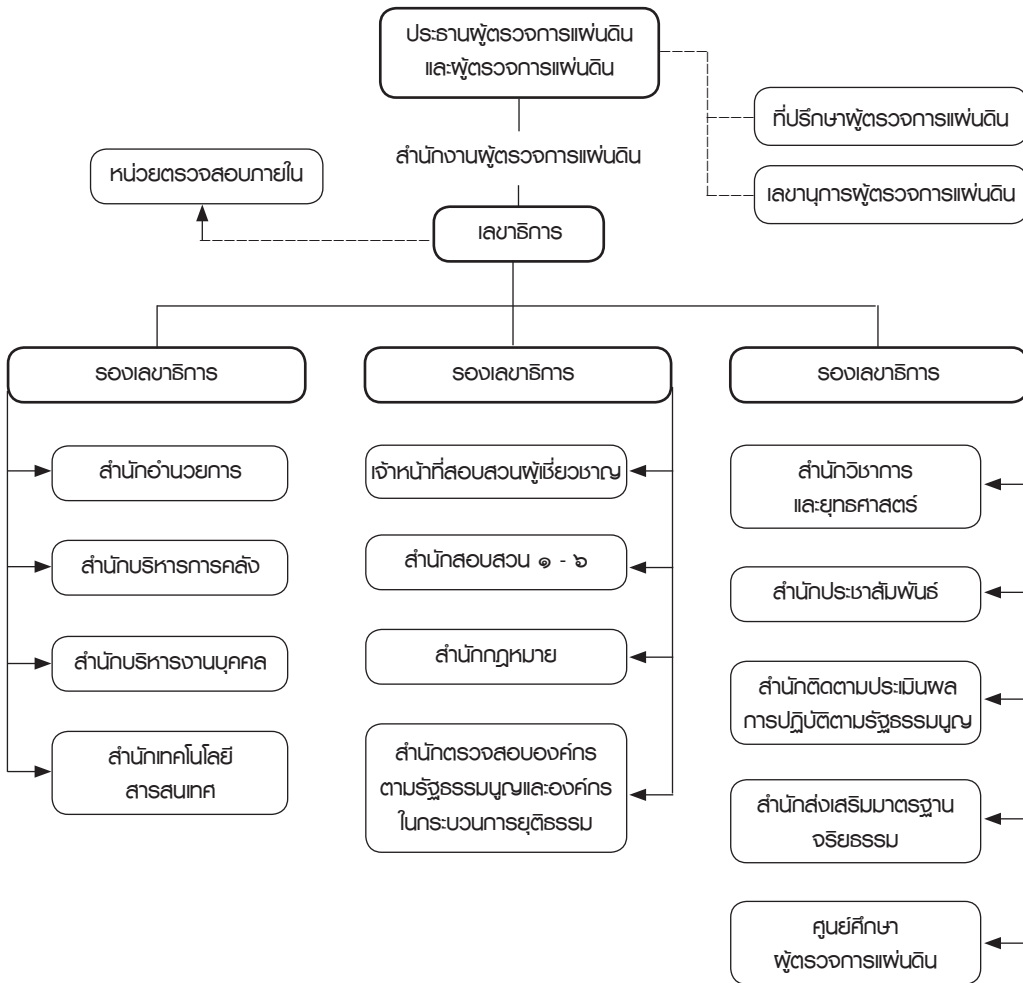 ประธานผู้ตรวจการแผ่นดิน
และผู้ตรวจการแผ่นดิน
ที่ปรึกษาผู้ตรวจการแผ่นดิน
สำนักงานผู้ตรวจการแผ่นดิน
หน่วยตรวจสอบภายใน
เลขานุการผู้ตรวจการแผ่นดิน
เลขาธิการ
รองเลขาธิการ
สำนักอำนวยการ
สำนักบริหารการคลัง
สำนักบริหารงานบุคคล
สำนักเทคโนโลยี
สารสนเทศ
รองเลขาธิการ
เจ้าหน้าที่สอบสวนผู้เชี่ยวชาญ
สำนักสอบสวน ๑ - ๖
สำนักกฎหมาย
สำนักตรวจสอบองค์กร
ตามรัฐธรรมนูญและองค์กร
ในกระบวนการยุติธรรม
รองเลขาธิการ
สำนักวิชาการ
และยุทธศาสตร์
สำนักประชาสัมพันธ์
สำนักติดตามประเมินผล
การปฏิบัติตามรัฐธรรมนูญ
สำนักส่งเสริมมาตรฐาน
จริยธรรม
ศูนย์ศึกษา
ผู้ตรวจการแผ่นดิน